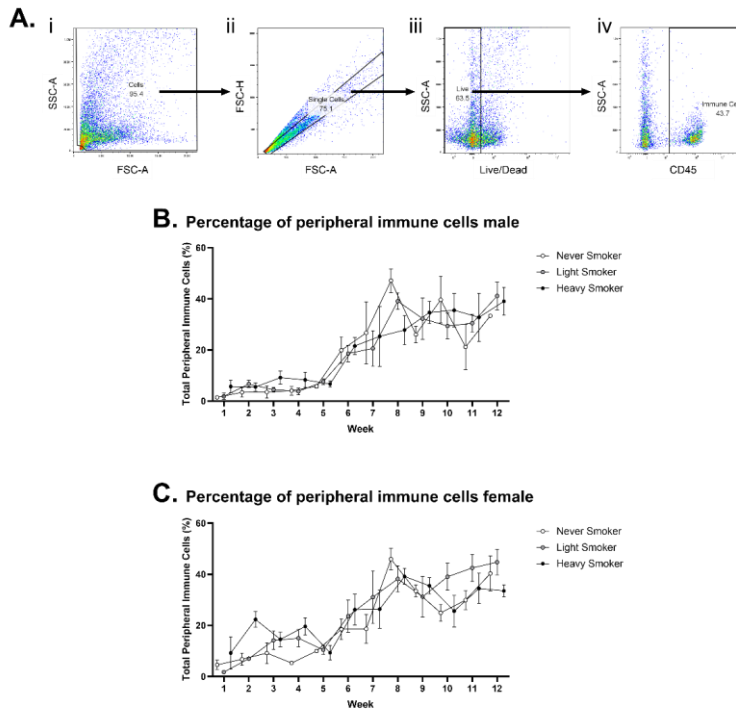 A.
i
ii
iii
iv
SSC-A
Cells
95.4
FSC-A
FSC-H
Single Cells
75.1
FSC-A
SSC-A
Live
63.5
Live/Dead
SSC-A
Immune Ce
43.7
CD45
B. Percentage of peripheral immune cells male
Total Peripheral Immune Cells (%)
60
40
20
0
1 2 3 4 5 6 7 8 9 10 11 12
Week
Never Smoker
Light Smoker
Heavy Smoker
C. Percentage of peripheral immune cells female
Total Peripheral Immune Cells (%)
60
40
20
0
1 2 3 4 5 6 7 8 9 10 11 12
Week
Never Smoker
Light Smoker
Heavy Smoker